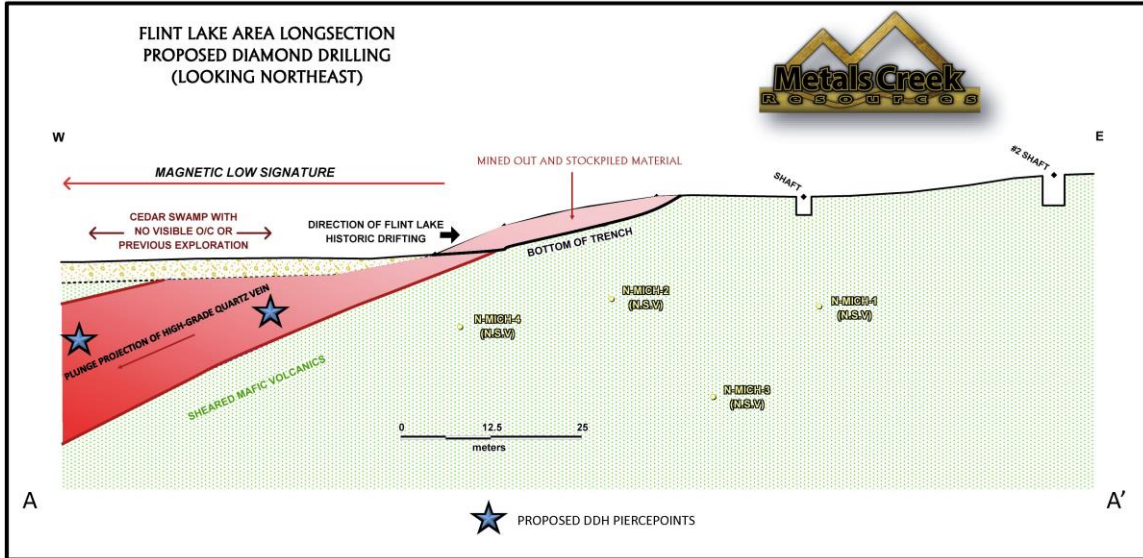 FLINT LAKE AREA LONGSECTION
PROPOSED DIAMOND DRILLING
(LOOKING NORTHEAST)
Metals Creek
Resources
W
E
#2 SHAFT
SHAFT
MINED OUT AND STOCKPILED MATERIAL
MAGNETIC LOW SIGNATURE
CEDAR SWAMP WITH
NO VISIBLE O/C OR
PREVIOUS EXPLORATION
DIRECTION OF FLINT LAKE
HISTORIC DRIFTING
BOTTOM OF TRENCH
PLUNGE PROJECTION OF HIGH-GRADE QUARTZ VEIN
SHEARED MAFIC VOLCANICS
N-MICH-2
(N.S.V)
N-MICH-1
(N.S.V)
N-MICH-4
(N.S.V)
N-MICH-3
(N.S.V)
0 12.5 25
meters
A
A'
PROPOSED DDH PIERCEPOINTS